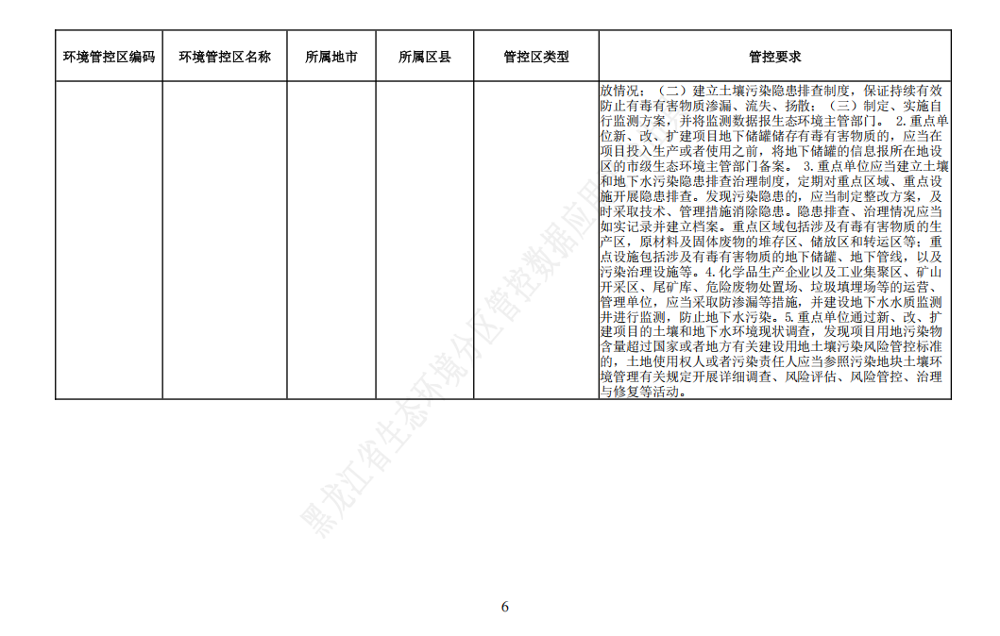 环境管控区编码 环境管控区名称 所属地市 所属区县 管控区类型 管控要求
放情况；（二）建立土壤污染隐患排查制度，保证持续有效
防止有毒有害物质渗漏、流失、扬散；（三）制定、实施自
行监测方案，并将监测数据报生态环境主管部门。 2.重点单
位新、改、扩建项目地下储罐储存有毒有害物质的，应当在
项目投入生产或者使用之前，将地下储罐的信息报所在地设
区的市级生态环境主管部门备案。 3.重点单位应当建立土壤
和地下水污染隐患排查治理制度，定期对重点区域、重点设
施开展隐患排查。发现污染隐患的，应当制定整改方案，及
时采取技术、管理措施消除隐患。隐患排查、治理情况应当
如实记录并建立档案。重点区域包括涉及有毒有害物质的生
产区，原材料及固体废物的堆存区、储放区和转运区等；重
点设施包括涉及有毒有害物质的地下储罐、地下管线，以及
污染治理设施等。4.化学品生产企业以及工业集聚区、矿山
开采区、尾矿库、危险废物处置场、垃圾填埋场等的运营、
管理单位，应当采取防渗漏等措施，并建设地下水水质监测
井进行监测，防止地下水污染。5.重点单位通过新、改、扩
建项目的土壤和地下水环境现状调查，发现项目用地污染物
含量超过国家或者地方有关建设用地土壤污染风险管控标准
的，土地使用权人或者污染责任人应当参照污染地块土壤环
境管理有关规定开展详细调查、风险评估、风险管控、治理
与修复等活动。
黑龙江省生态环境分区管控数据应用
6